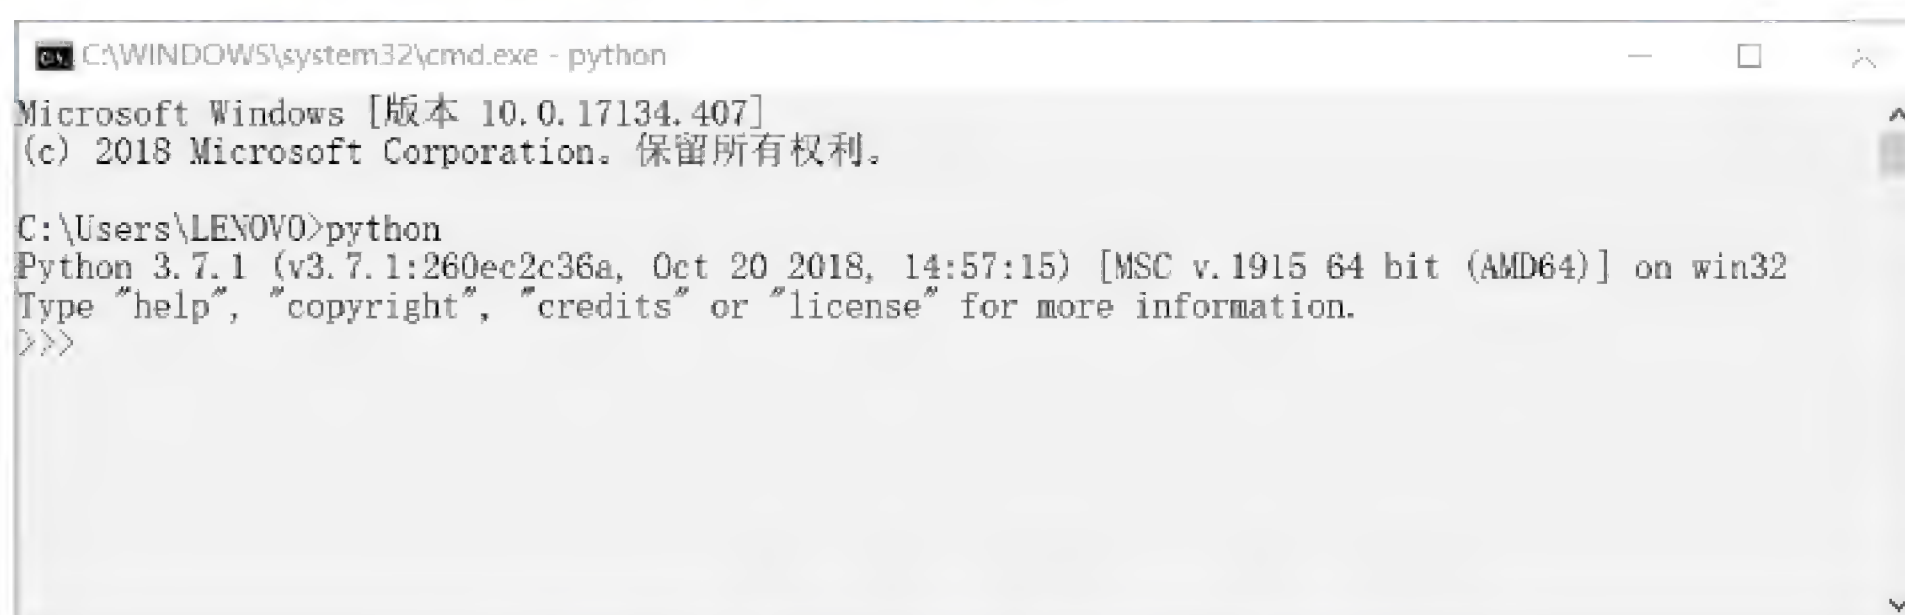 C:\WINDOWS\system32\cmd.exe - python
Microsoft Windows [版本 10.0.17134.407]
(c) 2018 Microsoft Corporation。保留所有权利。
C:\Users\LENOVO>python
Python 3.7.1 (v3.7.1:260ec2c36a, Oct 20 2018, 14:57:15) [MSC v.1915 64 bit (AMD64)] on win32
Type "help", "copyright", "credits" or "license" for more information.
>>>